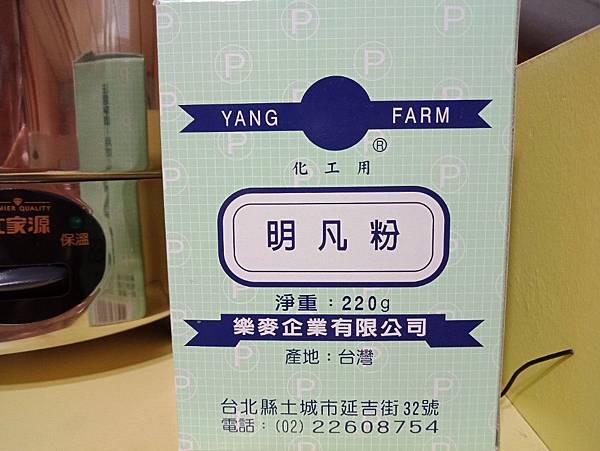 YANG FARM
®
化工用
明凡粉
淨重：220g
樂麥企業有限公司
產地：台灣
台北縣土城市延吉街32號
電話：(02) 22608754
MIER QUALITY
家源
保溫